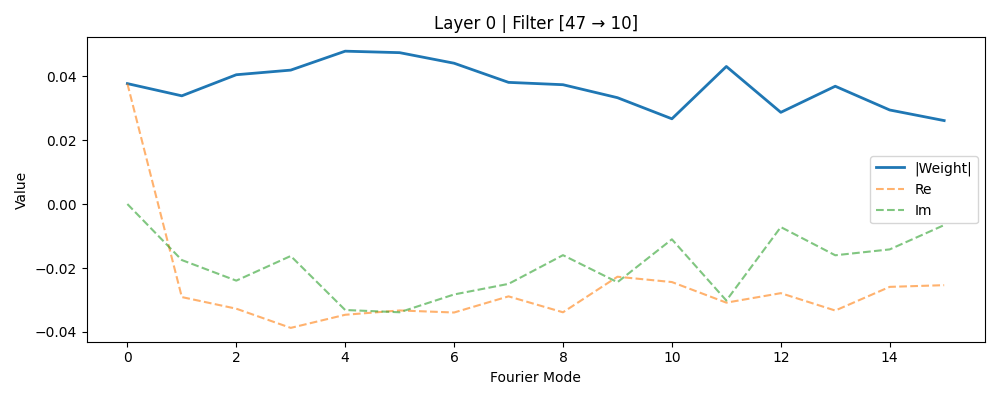 Layer 0 | Filter [47 → 10]
0.04
0.02
0.00
−0.02
−0.04
Value
|Weight|
Re
Im
0 2 4 6 8 10 12 14
Fourier Mode